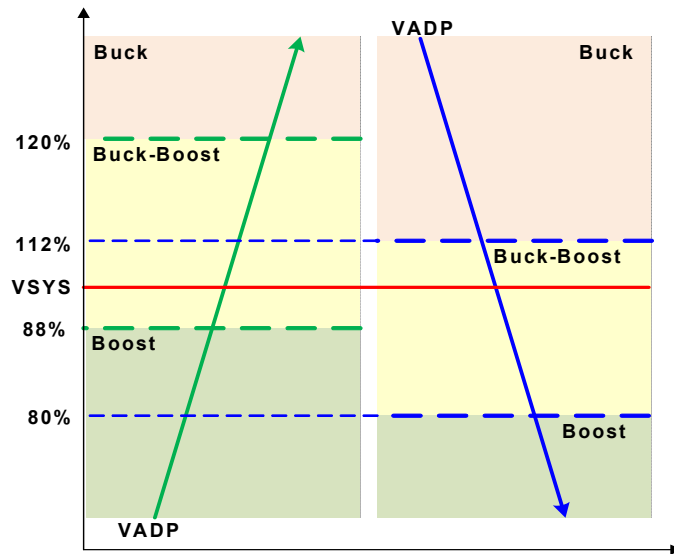 VADP
Buck
Buck
120%
Buck-Boost
112%
Buck-Boost
VSYS
88%
Boost
80%
Boost
VADP